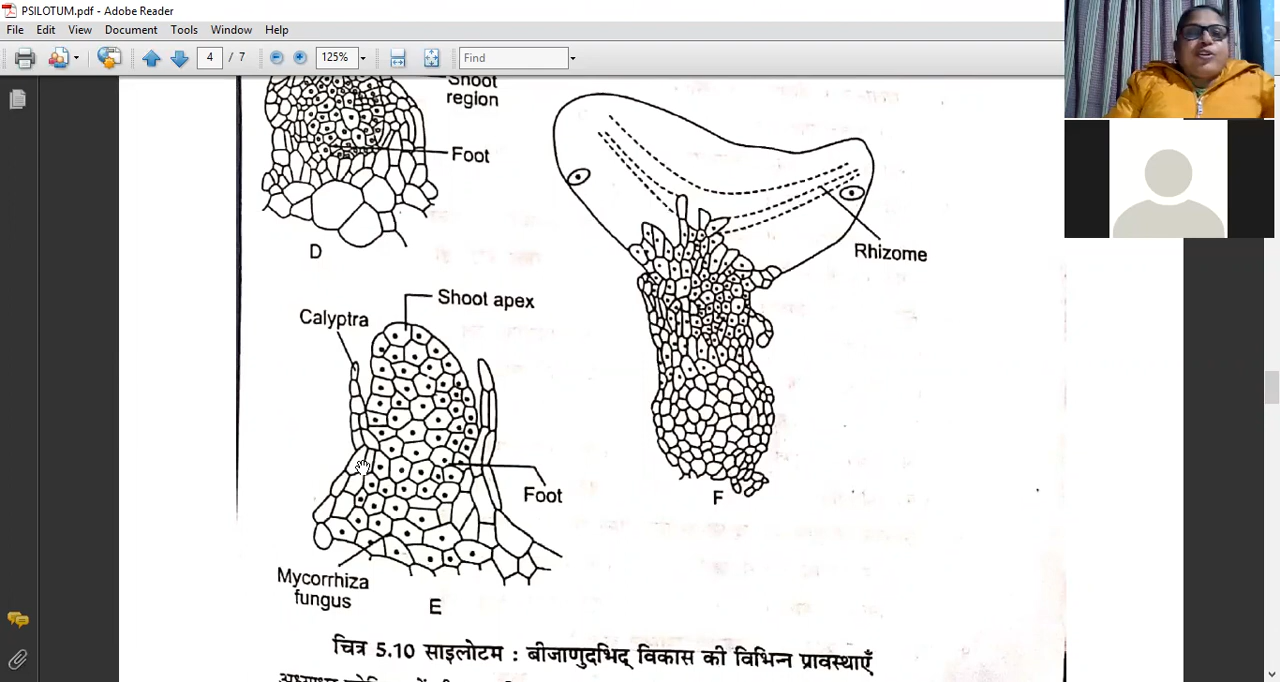 PSILOTUM.pdf - Adobe Reader
File Edit View Document Tools Window Help
4 / 7 125% Find
Shoot
region
Foot
D
Rhizome
Shoot apex
Calyptra
Foot
F
Mycorrhiza
fungus
E
चित्र 5.10 साइलोटम : बीजाणुदभिद् विकास की विभिन्न प्रावस्थाएँ